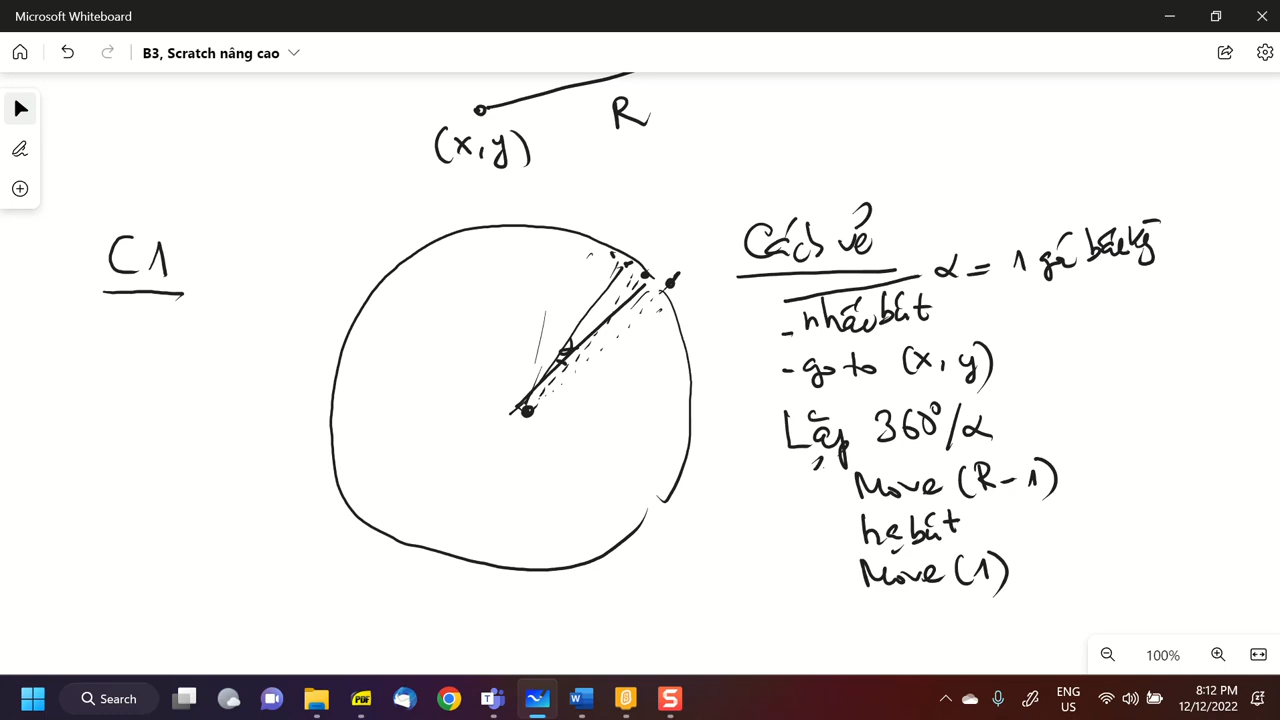 Microsoft Whiteboard
B3, Scratch nâng cao
R
(x, y)
C1
Cách vẽ
α = 1 giá bất kỳ
- nhấc bút
- go to (x, y)
Lặp 360°/α
Move (R-1)
hạ bút
Move (1)
100%
Search
ENG
US
8:12 PM
12/12/2022